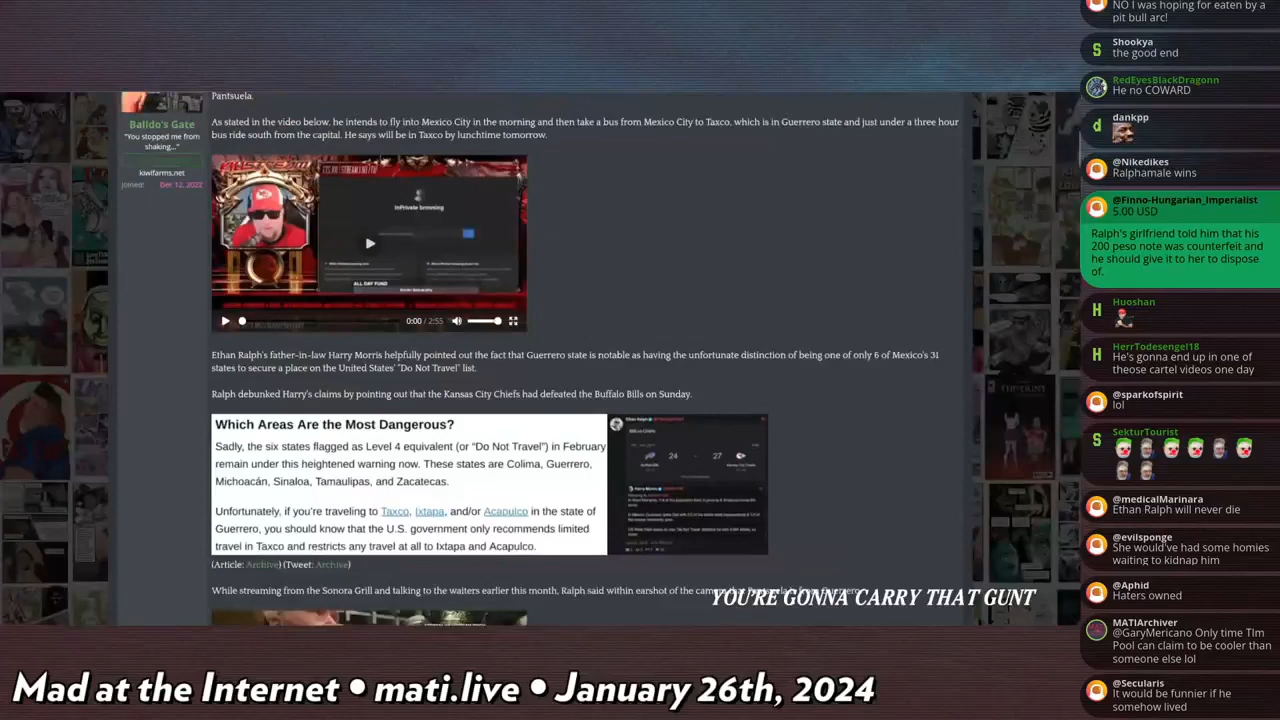 Pantsuela.
Balido's Gate
"You stopped me from
shaking..."
kiwifarms.net
Joined: Dec 12, 2022
As stated in the video below, he intends to fly into Mexico City in the morning and then take a bus from Mexico City to Taxco, which is in Guerrero state and just under a three hour
bus ride south from the capital. He says will be in Taxco by lunchtime tomorrow.
InPrivate browsing
ALL DAY FUND
0:00 / 2:55
Ethan Ralph's father-in-law Harry Morris helpfully pointed out the fact that Guerrero state is notable as having the unfortunate distinction of being one of only 6 of Mexico's 31
states to secure a place on the United States' "Do Not Travel" list.
Ralph debunked Harry's claims by pointing out that the Kansas City Chiefs had defeated the Buffalo Bills on Sunday.
Which Areas Are the Most Dangerous?
Sadly, the six states flagged as Level 4 equivalent (or “Do Not Travel”) in February
remain under this heightened warning now. These states are Colima, Guerrero,
Michoacán, Sinaloa, Tamaulipas, and Zacatecas.
Unfortunately, if you’re traveling to Taxco, Ixtapa, and/or Acapulco in the state of
Guerrero, you should know that the U.S. government only recommends limited
travel in Taxco and restricts any travel at all to Ixtapa and Acapulco.
24 - 27
(Article: Archive) (Tweet: Archive)
While streaming from the Sonora Grill and talking to the waiters earlier this month, Ralph said within earshot of the camera that
YOU'RE GONNA CARRY THAT GUNT
Mad at the Internet • mati.live • January 26th, 2024
NO I was hoping for eaten by a
pit bull arc!
Shookya
the good end
RedEyesBlackDragonn
He no COWARD
dankpp
@Nikedikes
Ralphamale wins
@Finno-Hungarian_Imperialist
5.00 USD
Ralph's girlfriend told him that his
200 peso note was counterfeit and
he should give it to her to dispose
of.
Huoshan
HerrTodesengel18
He's gonna end up in one of
theose cartel videos one day
@sparkofspirit
lol
SekturTourist
@medicalMarinara
Ethan Ralph will never die
@evilsponge
She would've had some homies
waiting to kidnap him
@Aphid
Haters owned
MATIArchiver
@GaryMericano Only time TIm
Pool can claim to be cooler than
someone else lol
@Secularis
It would be funnier if he
somehow lived